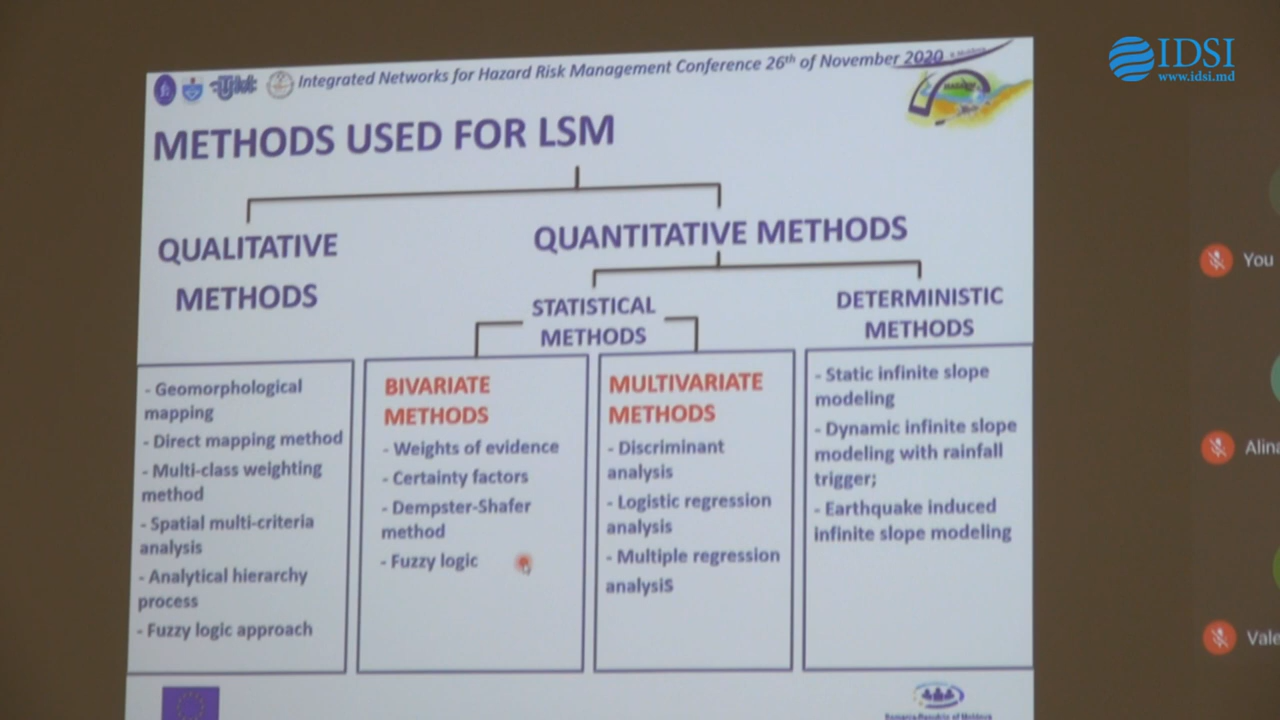 IDSI
www.idsi.md
Integrated Networks for Hazard Risk Management Conference 26th of November 2020
METHODS USED FOR LSM
QUALITATIVE
METHODS
QUANTITATIVE METHODS
STATISTICAL
METHODS
DETERMINISTIC
METHODS
- Geomorphological
mapping
- Direct mapping method
- Multi-class weighting
method
- Spatial multi-criteria
analysis
- Analytical hierarchy
process
- Fuzzy logic approach
BIVARIATE
METHODS
- Weights of evidence
- Certainty factors
- Dempster-Shafer
method
- Fuzzy logic
MULTIVARIATE
METHODS
- Discriminant
analysis
- Logistic regression
analysis
- Multiple regression
analysis
- Static infinite slope
modeling
- Dynamic infinite slope
modeling with rainfall
trigger;
- Earthquake induced
infinite slope modeling
You
Alina
Vale